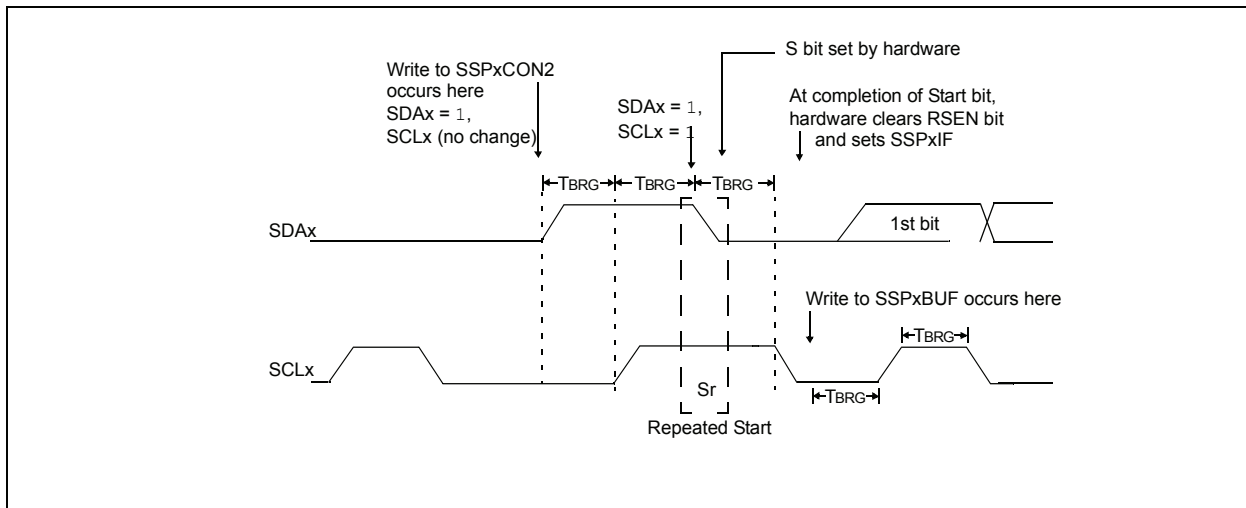 S bit set by hardware
Write to SSPxCON2
occurs here
SDAx = 1,
SCLx (no change)
SDAx = 1,
SCLx = 1
At completion of Start bit,
hardware clears RSEN bit
and sets SSPxIF
TBRG TBRG TBRG
SDAx
1st bit
Write to SSPxBUF occurs here
TBRG
SCLx
TBRG
Sr
Repeated Start